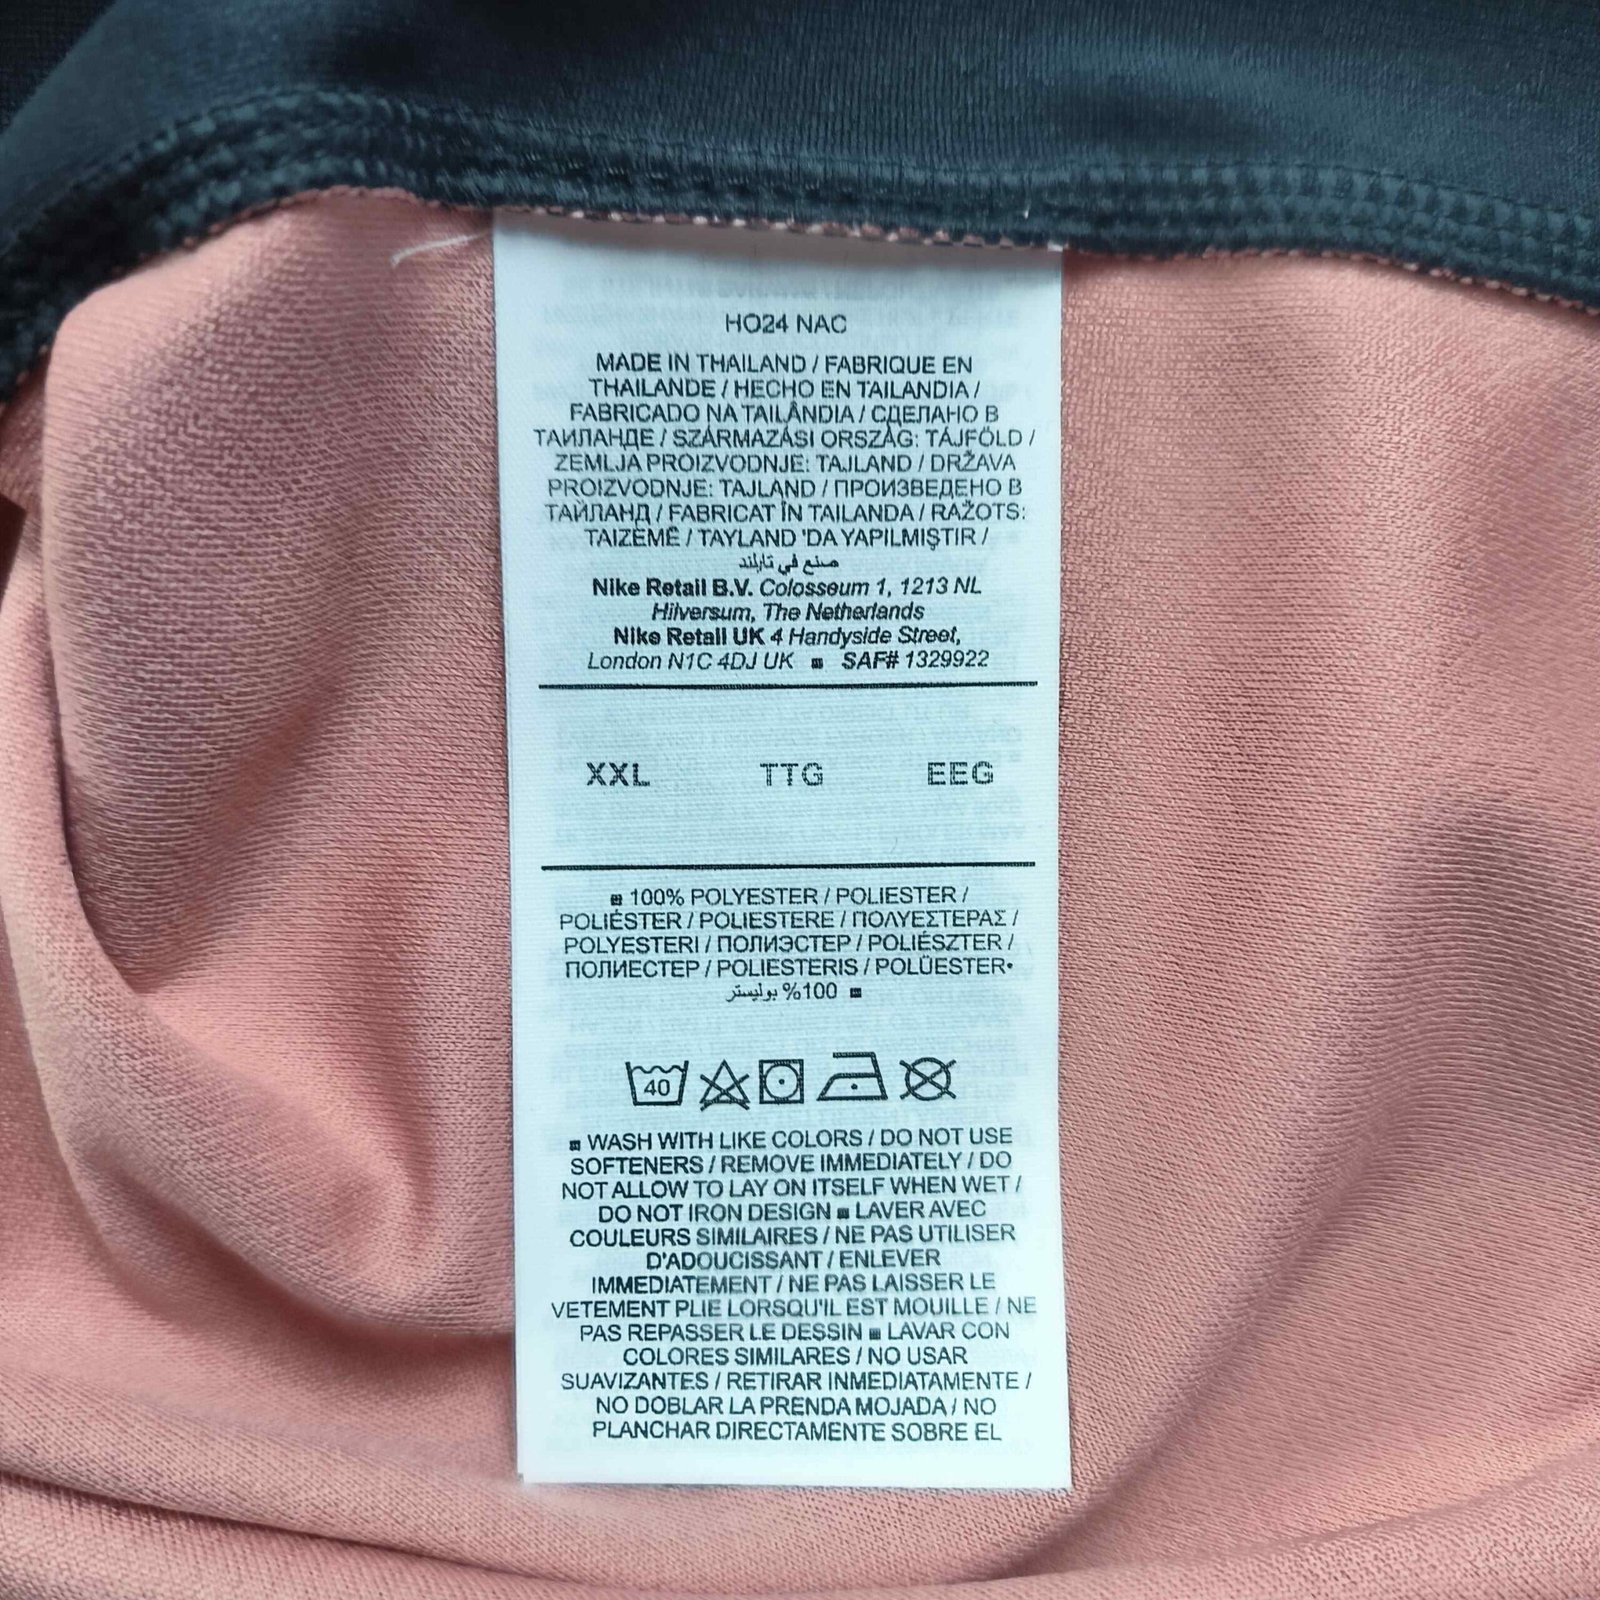 HO24 NAC
MADE IN THAILAND / FABRIQUE EN
THAILANDE / HECHO EN TAILANDIA /
FABRICADO NA TAILÂNDIA / СДЕЛАНО В
ТАИЛАНДЕ / SZÁRMAZÁSI ORSZÁG: TÁJFÖLD /
ZEMLJA PROIZVODNJE: TAJLAND / DRŽAVA
PROIZVODNJE: TAJLAND / ПРОИЗВЕДЕНО В
ТАЙЛАНД / FABRICAT ÎN TAILANDA / RAŽOTS:
TAIZEMĒ / TAYLAND 'DA YAPILMIŞTIR /
صنع في تايلند
Nike Retail B.V. Colosseum 1, 1213 NL
Hilversum, The Netherlands
Nike Retail UK 4 Handyside Street,
London N1C 4DJ UK ■ SAF# 1329922
XXL TTG EEG
■ 100% POLYESTER / POLIESTER /
POLIÉSTER / POLIESTERE / ΠΟΛΥΕΣΤΕΡΑΣ /
POLYESTERI / ПОЛИЭСТЕР / POLIÉSZTER /
ПОЛИЕСТЕР / POLIESTERIS / POLÜESTER•
■ 100% بوليستر
40
■ WASH WITH LIKE COLORS / DO NOT USE
SOFTENERS / REMOVE IMMEDIATELY / DO
NOT ALLOW TO LAY ON ITSELF WHEN WET /
DO NOT IRON DESIGN ■ LAVER AVEC
COULEURS SIMILAIRES / NE PAS UTILISER
D'ADOUCISSANT / ENLEVER
IMMEDIATEMENT / NE PAS LAISSER LE
VETEMENT PLIE LORSQU'IL EST MOUILLE / NE
PAS REPASSER LE DESSIN ■ LAVAR CON
COLORES SIMILARES / NO USAR
SUAVIZANTES / RETIRAR INMEDIATAMENTE /
NO DOBLAR LA PRENDA MOJADA / NO
PLANCHAR DIRECTAMENTE SOBRE EL